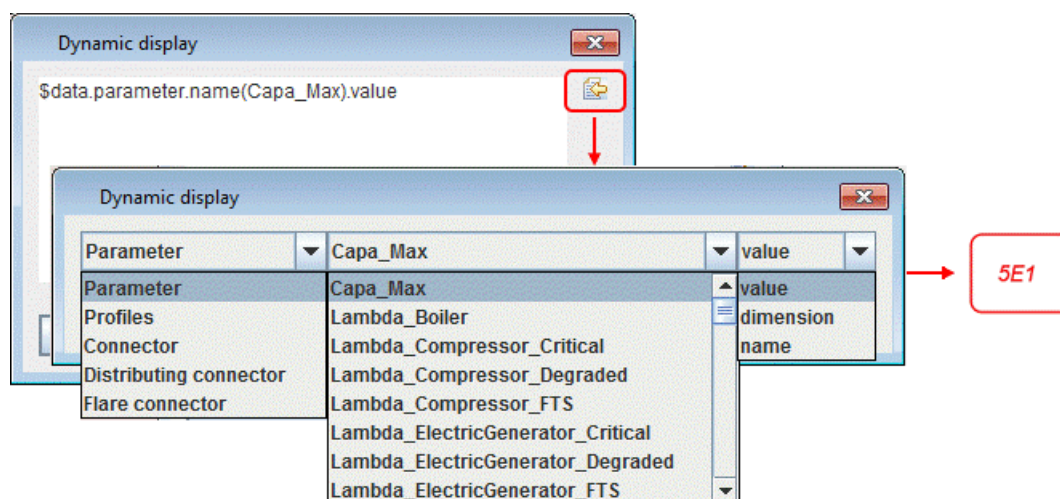 Dynamic display
$data.parameter.name(Capa_Max).value
Dynamic display
Parameter Capa_Max value
Parameter Capa_Max value
Profiles Lambda_Boiler dimension
Connector Lambda_Compressor_Critical name
Distributing connector Lambda_Compressor_Degraded
Flare connector Lambda_Compressor_FTS
Lambda_ElectricGenerator_Critical
Lambda_ElectricGenerator_Degraded
Lambda_ElectricGenerator_FTS
5E1